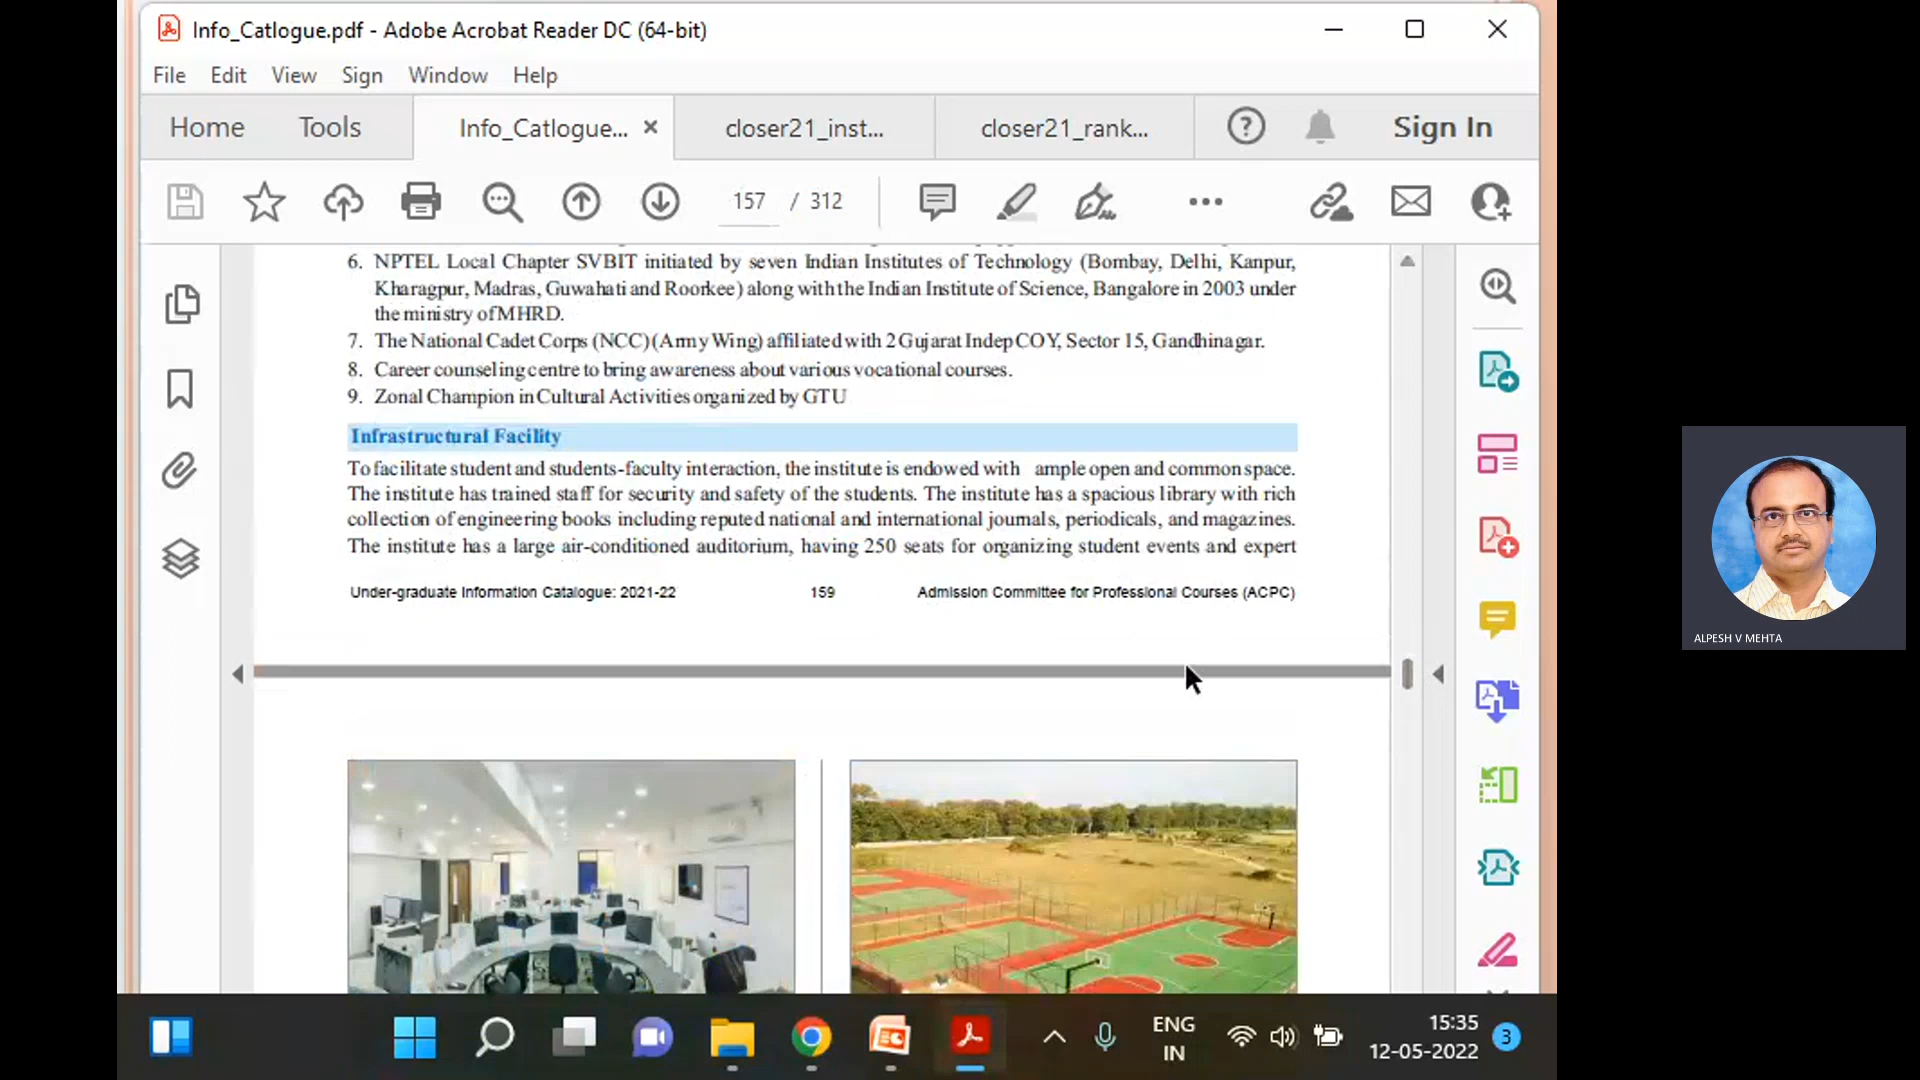 Info_Catlogue.pdf - Adobe Acrobat Reader DC (64-bit)
File Edit View Sign Window Help
Home Tools Info_Catlogue... closer21_inst... closer21_rank... Sign In
157 / 312
6. NPTEL Local Chapter SVBIT initiated by seven Indian Institutes of Technology (Bombay, Delhi, Kanpur,
Kharagpur, Madras, Guwahati and Roorkee) along with the Indian Institute of Science, Bangalore in 2003 under
the ministry of MHRD.
7. The National Cadet Corps (NCC) (Army Wing) affiliated with 2 Gujarat Indep COY, Sector 15, Gandhinagar.
8. Career counseling centre to bring awareness about various vocational courses.
9. Zonal Champion in Cultural Activities organized by GTU
Infrastructural Facility
To facilitate student and students-faculty interaction, the institute is endowed with ample open and common space.
The institute has trained staff for security and safety of the students. The institute has a spacious library with rich
collection of engineering books including reputed national and international journals, periodicals, and magazines.
The institute has a large air-conditioned auditorium, having 250 seats for organizing student events and expert
Under-graduate Information Catalogue: 2021-22 159 Admission Committee for Professional Courses (ACPC)
ALPESH V MEHTA
ENG
IN
15:35
12-05-2022
3